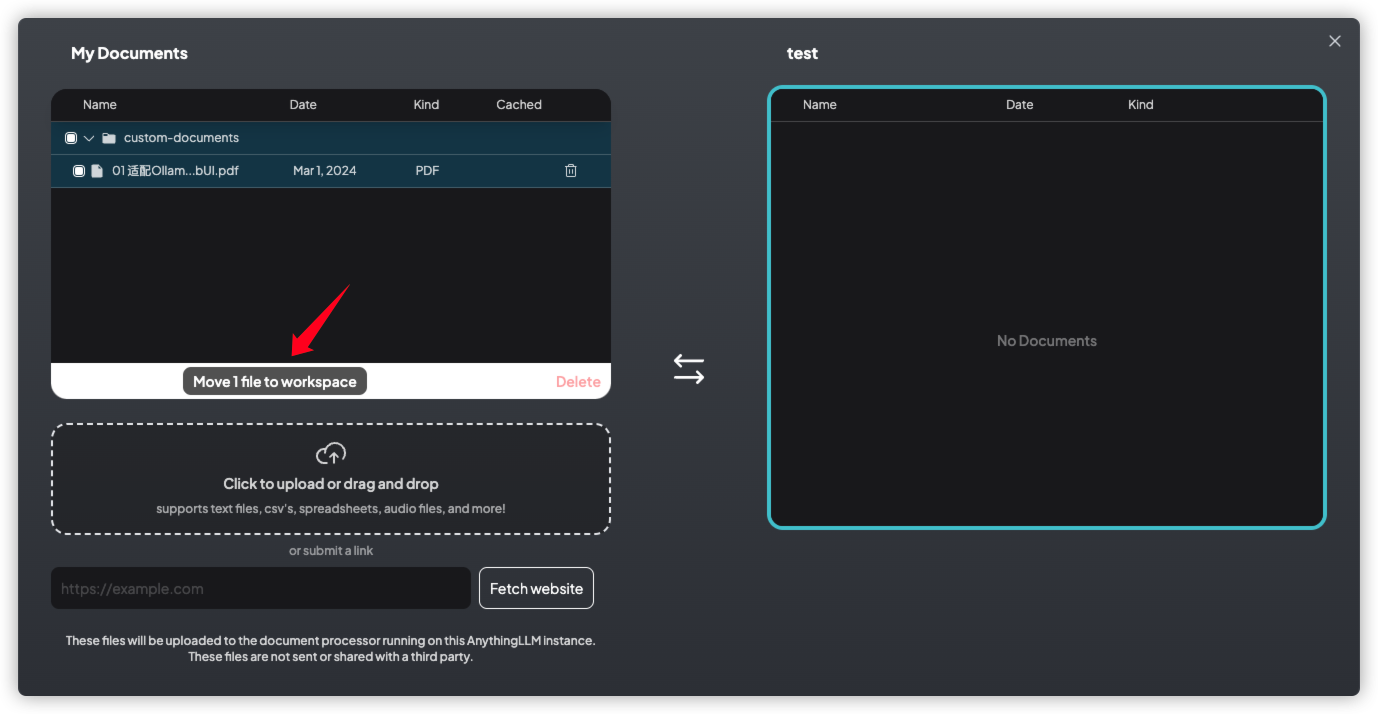 My Documents
Name Date Kind Cached
custom-documents
01 适配Ollam...bUI.pdf Mar 1, 2024 PDF
Move 1 file to workspace Delete
Click to upload or drag and drop
supports text files, csv's, spreadsheets, audio files, and more!
or submit a link
https://example.com Fetch website
These files will be uploaded to the document processor running on this AnythingLLM instance.
These files are not sent or shared with a third party.
test
Name Date Kind
No Documents